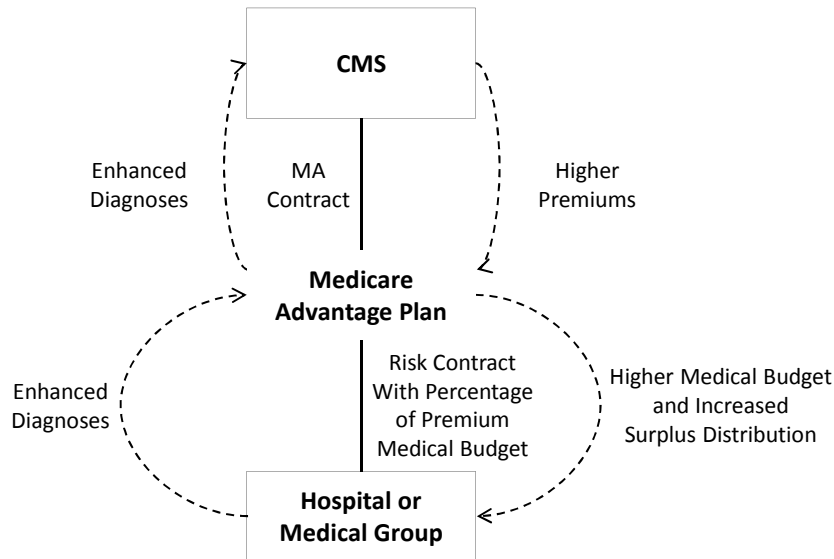 CMS
Enhanced
Diagnoses
MA
Contract
Higher
Premiums
Medicare
Advantage Plan
Enhanced
Diagnoses
Risk Contract
With Percentage
of Premium
Medical Budget
Higher Medical Budget
and Increased
Surplus Distribution
Hospital or
Medical Group